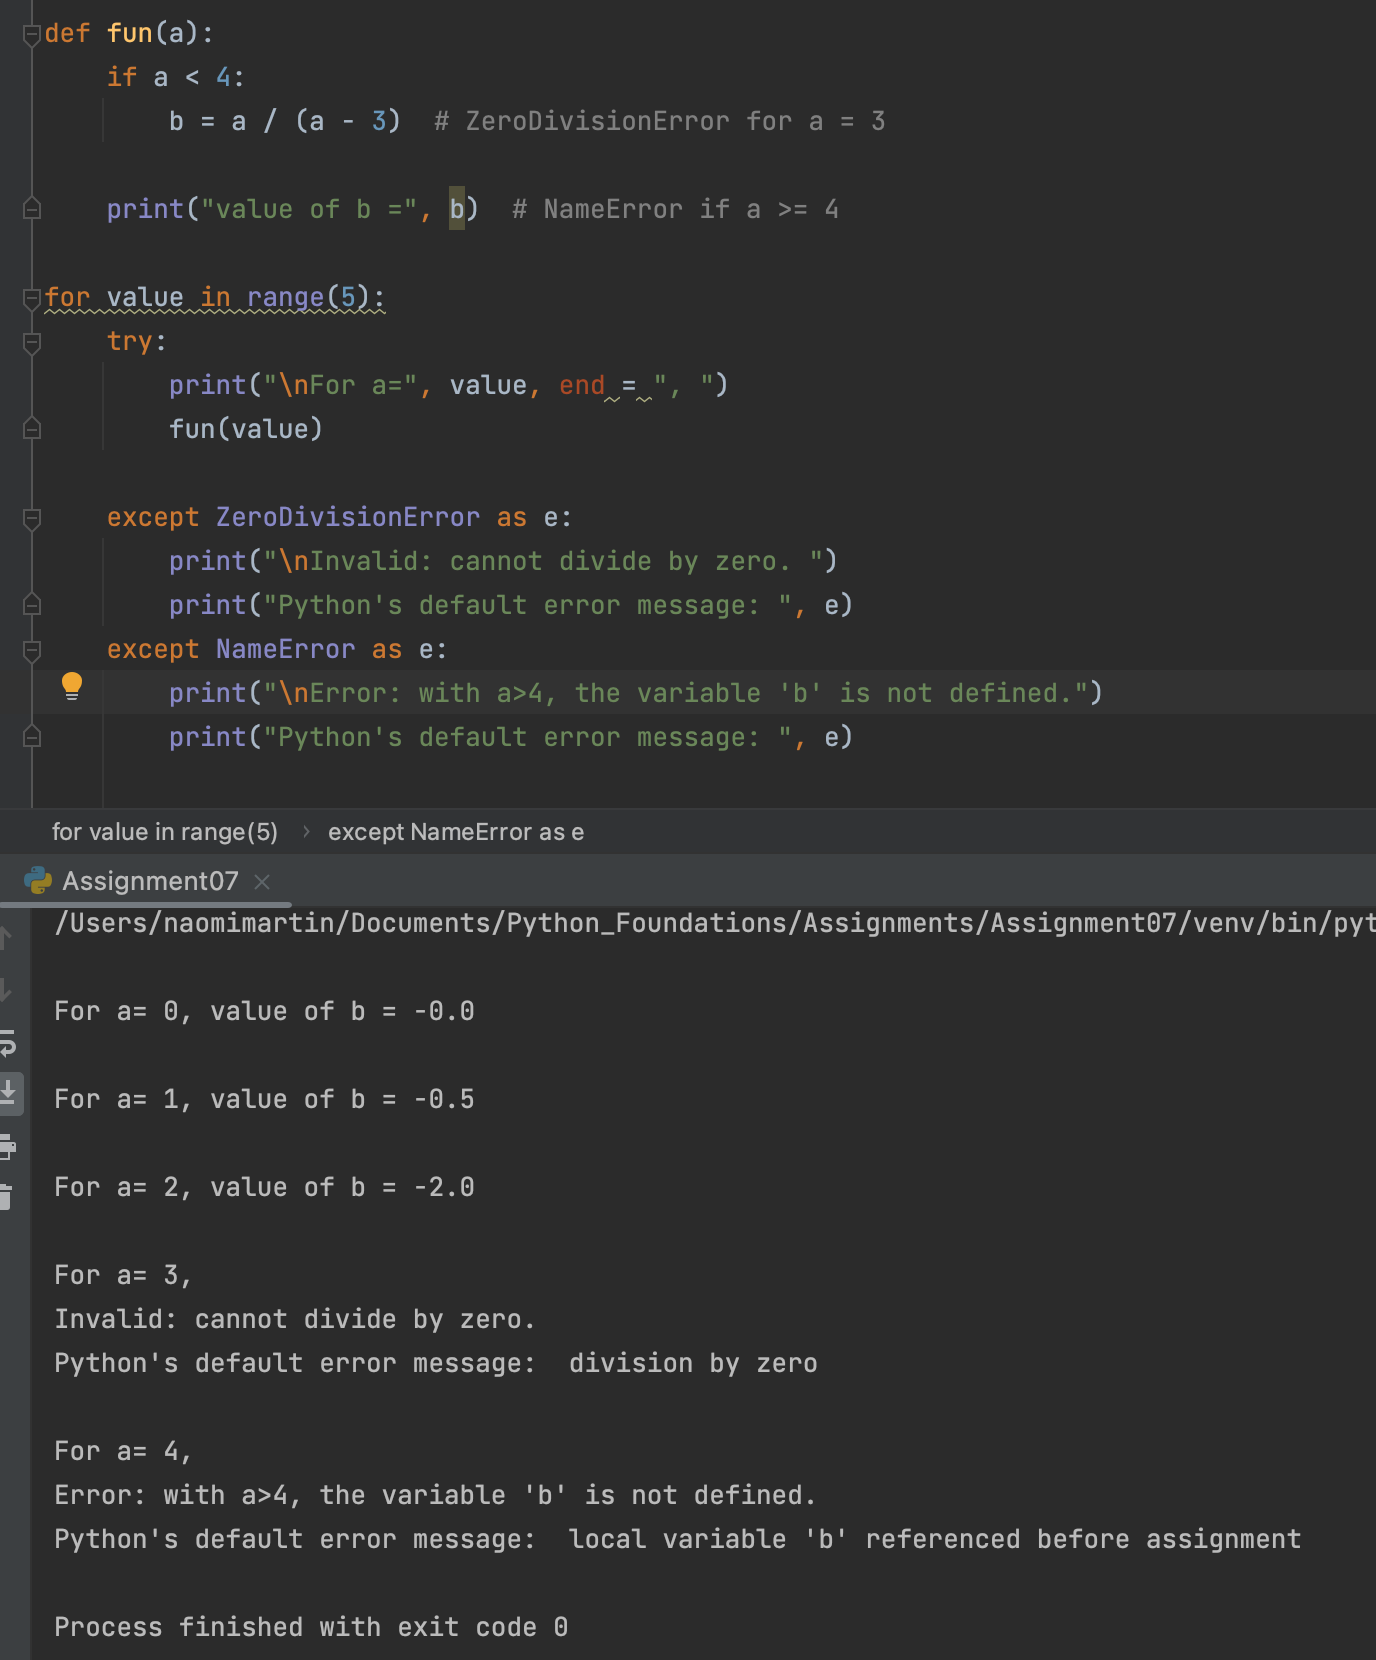 def fun(a):
    if a < 4:
        b = a / (a - 3)  # ZeroDivisionError for a = 3
    print("value of b =", b)  # NameError if a >= 4
for value in range(5):
    try:
        print("\nFor a=", value, end = ", ")
        fun(value)
    except ZeroDivisionError as e:
        print("\nInvalid: cannot divide by zero. ")
        print("Python's default error message: ", e)
    except NameError as e:
        print("\nError: with a>4, the variable 'b' is not defined.")
        print("Python's default error message: ", e)
for value in range(5) › except NameError as e
Assignment07
/Users/naomimartin/Documents/Python_Foundations/Assignments/Assignment07/venv/bin/pyt
For a= 0, value of b = -0.0
For a= 1, value of b = -0.5
For a= 2, value of b = -2.0
For a= 3,
Invalid: cannot divide by zero.
Python's default error message:  division by zero
For a= 4,
Error: with a>4, the variable 'b' is not defined.
Python's default error message:  local variable 'b' referenced before assignment
Process finished with exit code 0